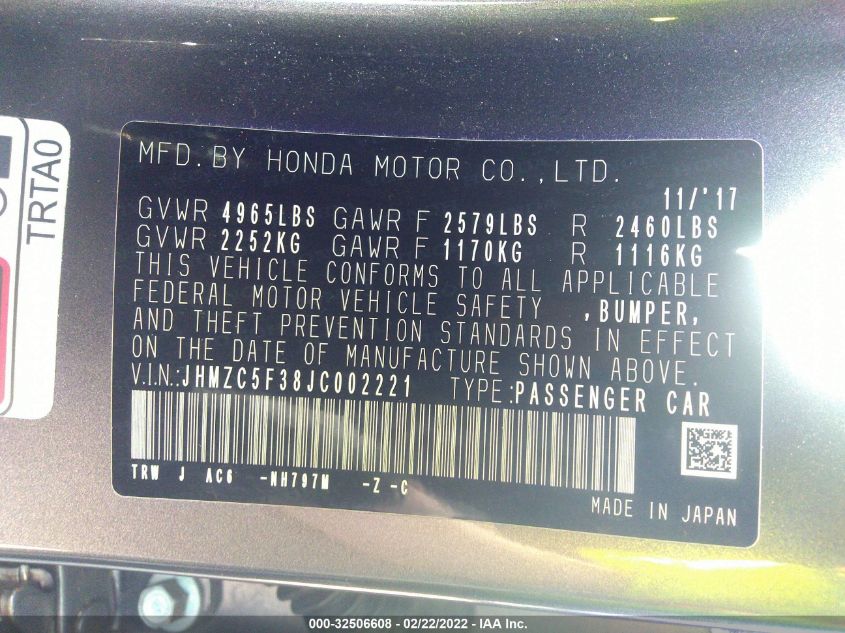 TRTA0
MFD.BY HONDA MOTOR CO.,LTD.
11/'17
GVWR 4965LBS GAWR F 2579LBS R 2460LBS
GVWR 2252KG GAWR F 1170KG R 1116KG
THIS VEHICLE CONFORMS TO ALL APPLICABLE
FEDERAL MOTOR VEHICLE SAFETY ,BUMPER,
AND THEFT PREVENTION STANDARDS IN EFFECT
ON THE DATE OF MANUFACTURE SHOWN ABOVE.
V.I.N.:JHMZC5F38JC002221 TYPE:PASSENGER CAR
TRW J AC6 -NH797M -Z -C
MADE IN JAPAN
000-32506608 - 02/22/2022 - IAA Inc.